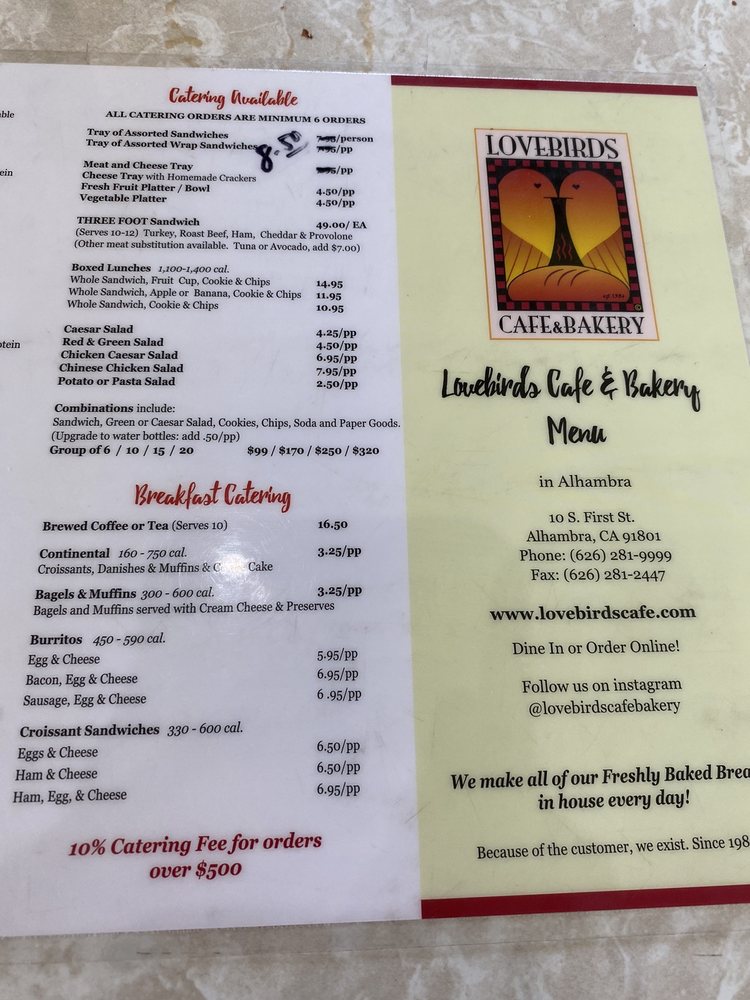 ble
ein
otein
Catering Available
ALL CATERING ORDERS ARE MINIMUM 6 ORDERS
Tray of Assorted Sandwiches /person
Tray of Assorted Wrap Sandwiches /pp
8.50
Meat and Cheese Tray /pp
Cheese Tray with Homemade Crackers
Fresh Fruit Platter / Bowl 4.50/pp
Vegetable Platter 4.50/pp
THREE FOOT Sandwich 49.00/ EA
(Serves 10-12) Turkey, Roast Beef, Ham, Cheddar & Provolone
(Other meat substitution available. Tuna or Avocado, add $7.00)
Boxed Lunches 1,100-1,400 cal.
Whole Sandwich, Fruit Cup, Cookie & Chips 14.95
Whole Sandwich, Apple or Banana, Cookie & Chips 11.95
Whole Sandwich, Cookie & Chips 10.95
Caesar Salad 4.25/pp
Red & Green Salad 4.50/pp
Chicken Caesar Salad 6.95/pp
Chinese Chicken Salad 7.95/pp
Potato or Pasta Salad 2.50/pp
Combinations include:
Sandwich, Green or Caesar Salad, Cookies, Chips, Soda and Paper Goods.
(Upgrade to water bottles: add .50/pp)
Group of 6 / 10 / 15 / 20 $99 / $170 / $250 / $320
Breakfast Catering
Brewed Coffee or Tea (Serves 10) 16.50
Continental 160 - 750 cal. 3.25/pp
Croissants, Danishes & Muffins & Cake
Bagels & Muffins 300 - 600 cal. 3.25/pp
Bagels and Muffins served with Cream Cheese & Preserves
Burritos 450 - 590 cal.
Egg & Cheese 5.95/pp
Bacon, Egg & Cheese 6.95/pp
Sausage, Egg & Cheese 6 .95/pp
Croissant Sandwiches 330 - 600 cal.
Eggs & Cheese 6.50/pp
Ham & Cheese 6.50/pp
Ham, Egg, & Cheese 6.95/pp
10% Catering Fee for orders
over $500
LOVEBIRDS
est 1984
©
CAFE&BAKERY
Lovebirds Cafe & Bakery
Menu
in Alhambra
10 S. First St.
Alhambra, CA 91801
Phone: (626) 281-9999
Fax: (626) 281-2447
www.lovebirdscafe.com
Dine In or Order Online!
Follow us on instagram
@lovebirdscafebakery
We make all of our Freshly Baked Brea
in house every day!
Because of the customer, we exist. Since 198